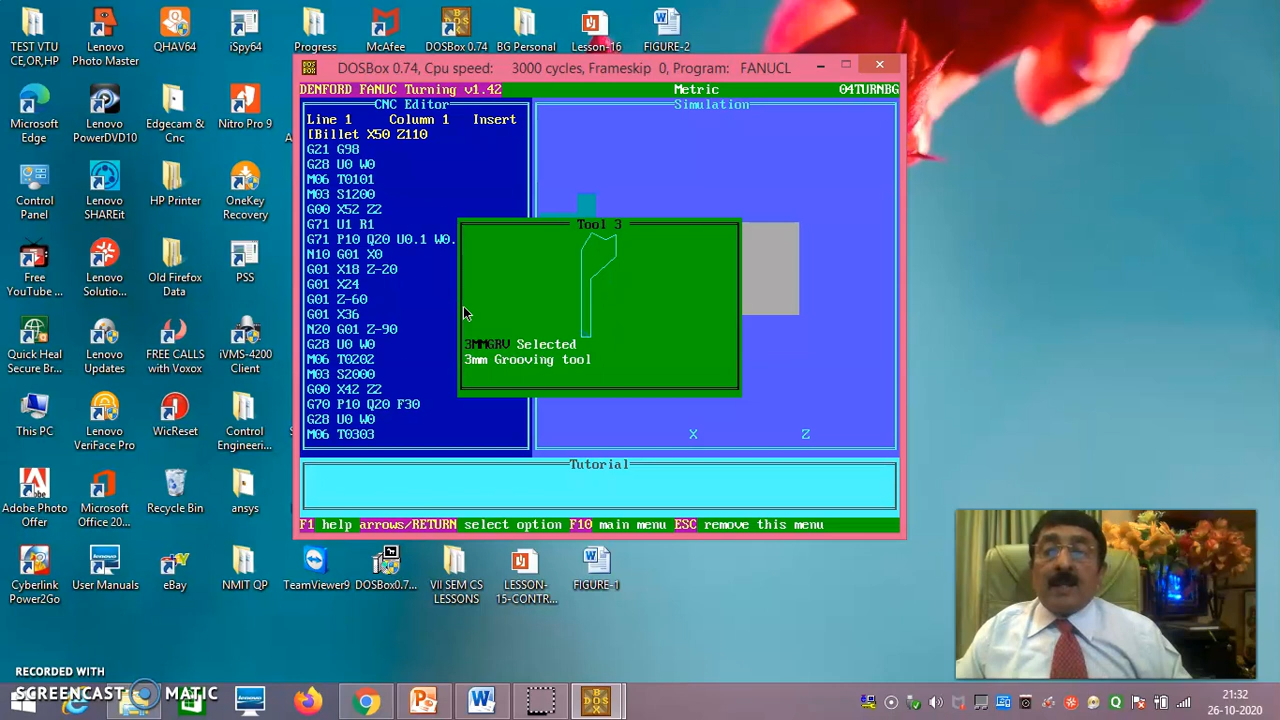 TEST VTU CE,OR,HP
Lenovo Photo Master
QHAV64
iSpy64
Progress
McAfee
DOSBox 0.74
BG Personal
Lesson-16
FIGURE-2
Microsoft Edge
Lenovo PowerDVD10
Edgecam & Cnc
Nitro Pro 9
Control Panel
Lenovo SHAREit
HP Printer
OneKey Recovery
Free YouTube ...
Lenovo Solutio...
Old Firefox Data
PSS
Quick Heal Secure Br...
Lenovo Updates
FREE CALLS with Voxox
iVMS-4200 Client
This PC
Lenovo VeriFace Pro
WicReset
Control Engineeri...
Adobe Photo Offer
Microsoft Office 20...
Recycle Bin
ansys
Cyberlink Power2Go
User Manuals
eBay
NMIT QP
TeamViewer9
DOSBox0.7...
VII SEM CS LESSONS
LESSON-15-CONTR...
FIGURE-1
DOSBox 0.74, Cpu speed: 3000 cycles, Frameskip 0, Program: FANUCL
DENFORD FANUC Turning v1.42 Metric 04TURNBG
CNC Editor
Simulation
Line 1 Column 1 Insert
[Billet X50 Z110
G21 G98
G28 U0 W0
M06 T0101
M03 S1200
G00 X52 Z2
G71 U1 R1
G71 P10 Q20 U0.1 W0.
N10 G01 X0
G01 X18 Z-20
G01 X24
G01 Z-60
G01 X36
N20 G01 Z-90
G28 U0 W0
M06 T0202
M03 S2000
G00 X42 Z2
G70 P10 Q20 F30
G28 U0 W0
M06 T0303
Tool 3
3MMGRV Selected
3mm Grooving tool
X Z
Tutorial
F1 help arrows/RETURN select option F10 main menu ESC remove this menu
RECORDED WITH
SCREENCAST MATIC
21:32
26-10-2020